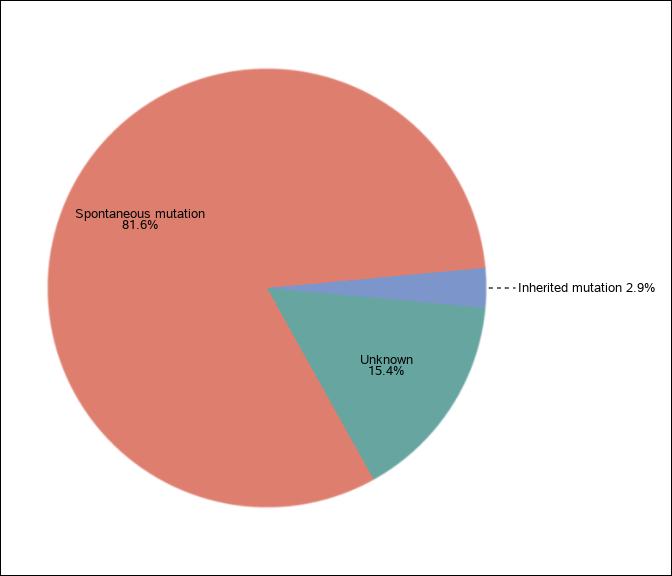 Spontaneous mutation
81.6%
Inherited mutation 2.9%
Unknown
15.4%